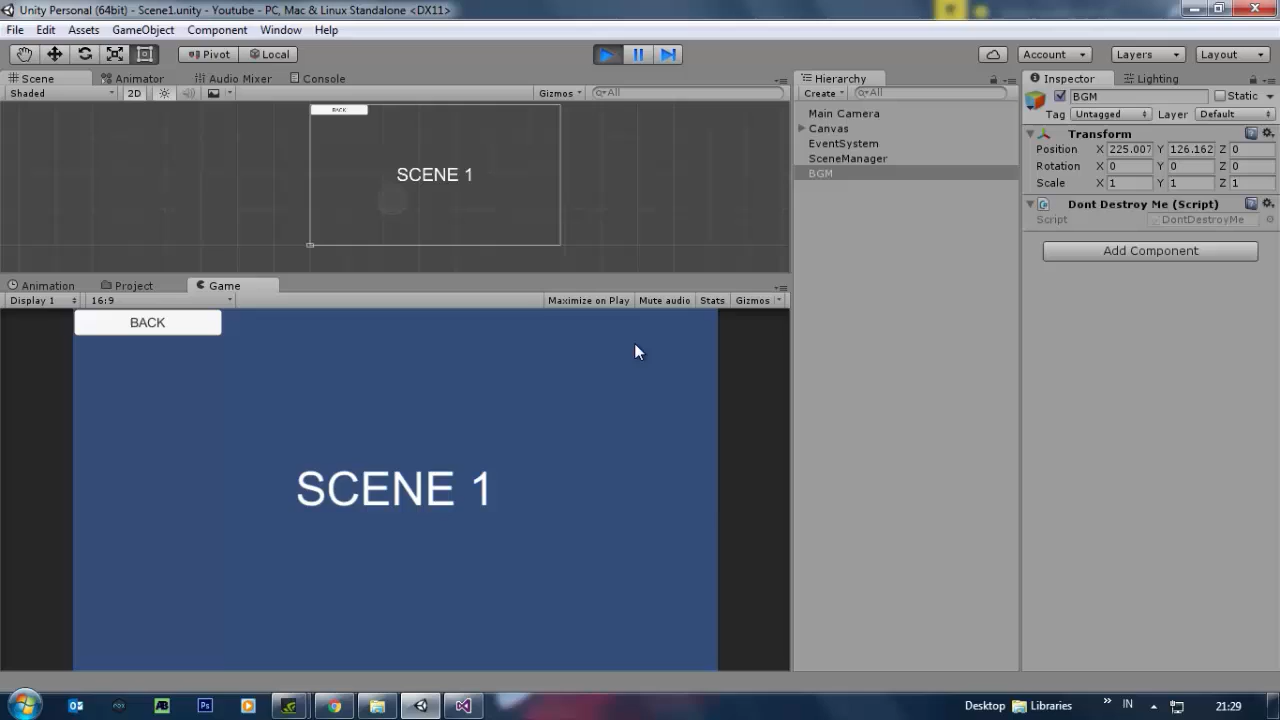 Unity Personal (64bit) - Scene1.unity - Youtube - PC, Mac & Linux Standalone <DX11>
File Edit Assets GameObject Component Window Help
Pivot Local Account Layers Layout
Scene Animator Audio Mixer Console
Shaded 2D Gizmos All
BACK
SCENE 1
Animation Project Game
Display 1 16:9 Maximize on Play Mute audio Stats Gizmos
BACK
SCENE 1
Hierarchy
Create All
Main Camera
Canvas
EventSystem
SceneManager
BGM
Inspector Lighting
BGM Static
Tag Untagged Layer Default
Transform
Position X 225.007 Y 126.162 Z 0
Rotation X 0 Y 0 Z 0
Scale X 1 Y 1 Z 1
Dont Destroy Me (Script)
Script DontDestroyMe
Add Component
Desktop Libraries » IN 21:29